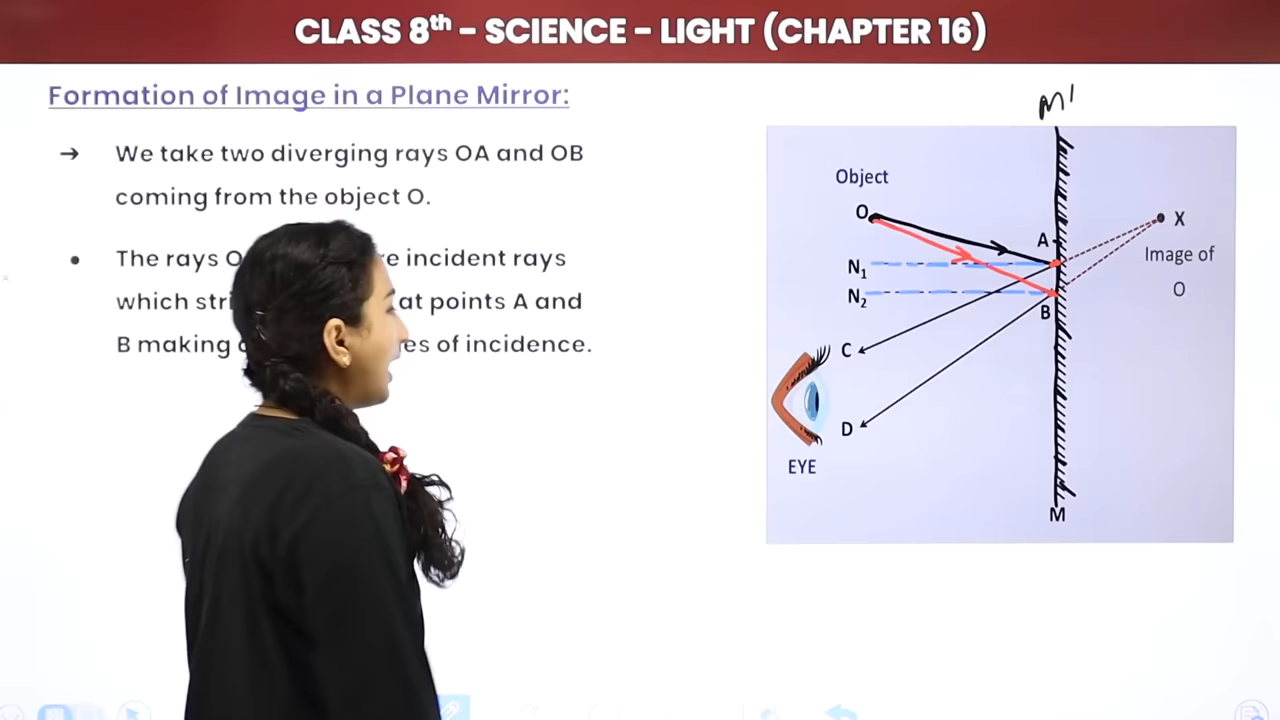 CLASS 8th - SCIENCE - LIGHT (CHAPTER 16)
Formation of Image in a Plane Mirror:
→ We take two diverging rays OA and OB
coming from the object O.
• The rays O re incident rays
which stri at points A and
B making es of incidence.
M'
Object
O
A
X
Image of
O
N1
N2
B
C
D
EYE
M